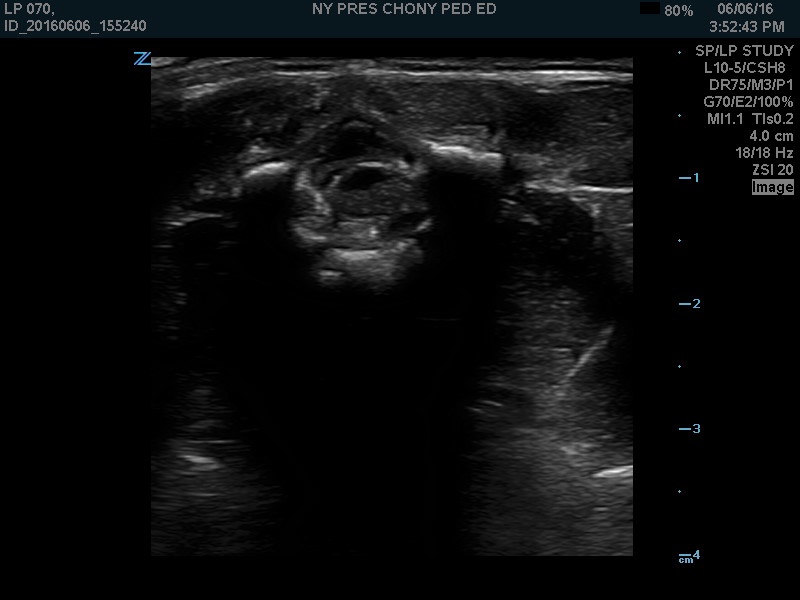 LP 070,
ID_20160606_155240
NY PRES CHONY PED ED
80%
06/06/16
3:52:43 PM
Z
SP/LP STUDY
L10-5/CSH8
DR75/M3/P1
G70/E2/100%
MI1.1 TIs0.2
4.0 cm
18/18 Hz
ZSI 20
Image
1
2
3
4
cm